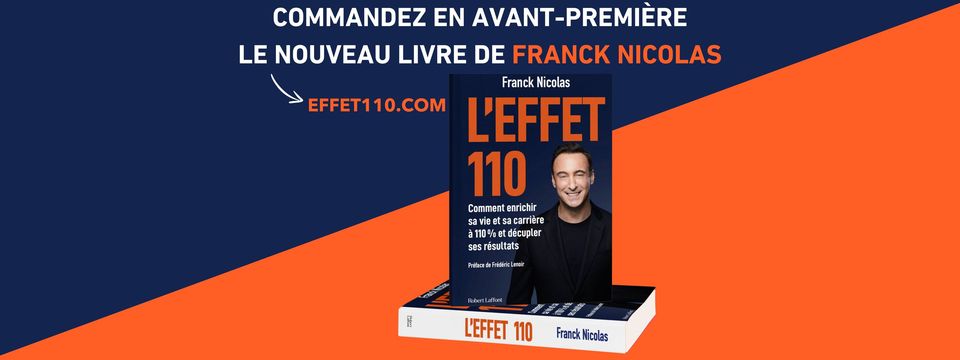 COMMANDEZ EN AVANT-PREMIÈRE
LE NOUVEAU LIVRE DE FRANCK NICOLAS
EFFET110.COM
Franck Nicolas
L'EFFET
110
Comment enrichir
sa vie et sa carrière
à 110 % et décupler
ses résultats
Préface de Frédéric Lenoir
Robert Laffont
L'EFFET 110 Franck Nicolas